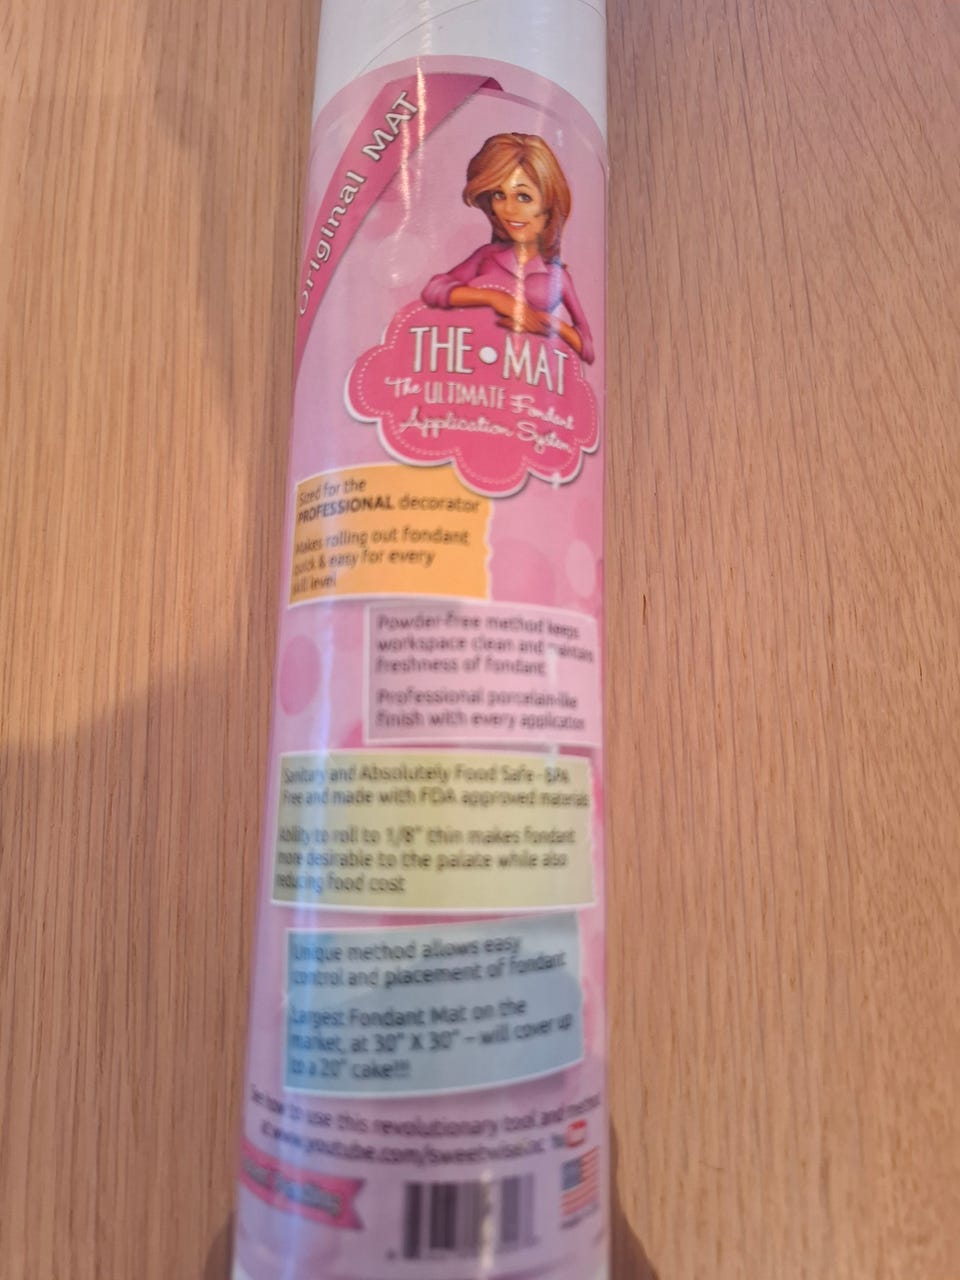 Original MAT
THE • MAT
The ULTIMATE Fondant
Application System
Sized for the
PROFESSIONAL decorator
Makes rolling out fondant
quick & easy for every
skill level
Powder-free method keeps
workspace clean and maintains
freshness of fondant
Professional porcelain-like
finish with every application
Sanitary and Absolutely Food Safe - BPA
Free and made with FDA approved materials
Ability to roll to 1/8" thin makes fondant
more desirable to the palate while also
reducing food cost
Unique method allows easy
control and placement of fondant
Largest Fondant Mat on the
market, at 30" X 30" – will cover up
to a 20" cake!!!
See how to use this revolutionary tool and method
at www.youtube.com/sweetwiseinc